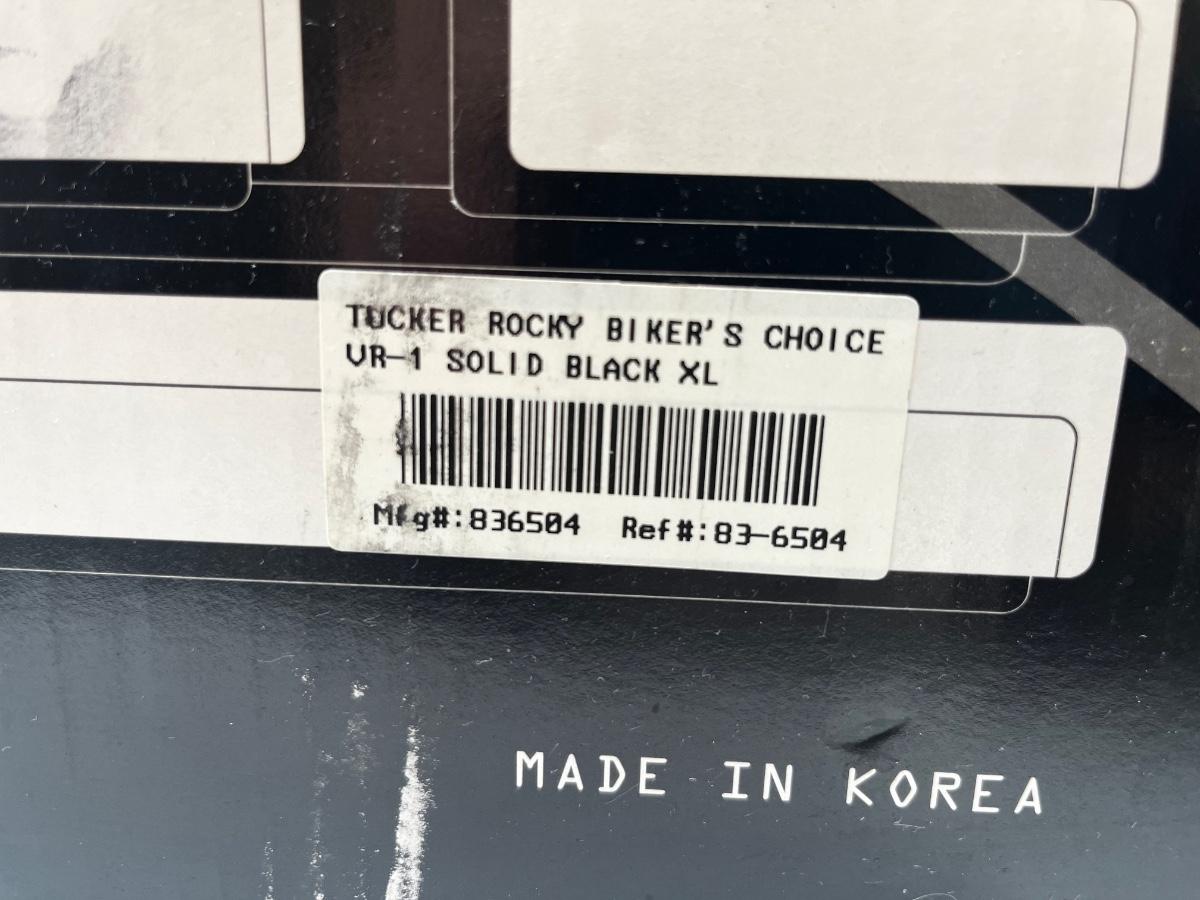 TUCKER ROCKY BIKER'S CHOICE
VR-1 SOLID BLACK XL
Mfg#:836504 Ref#:83-6504
MADE IN KOREA